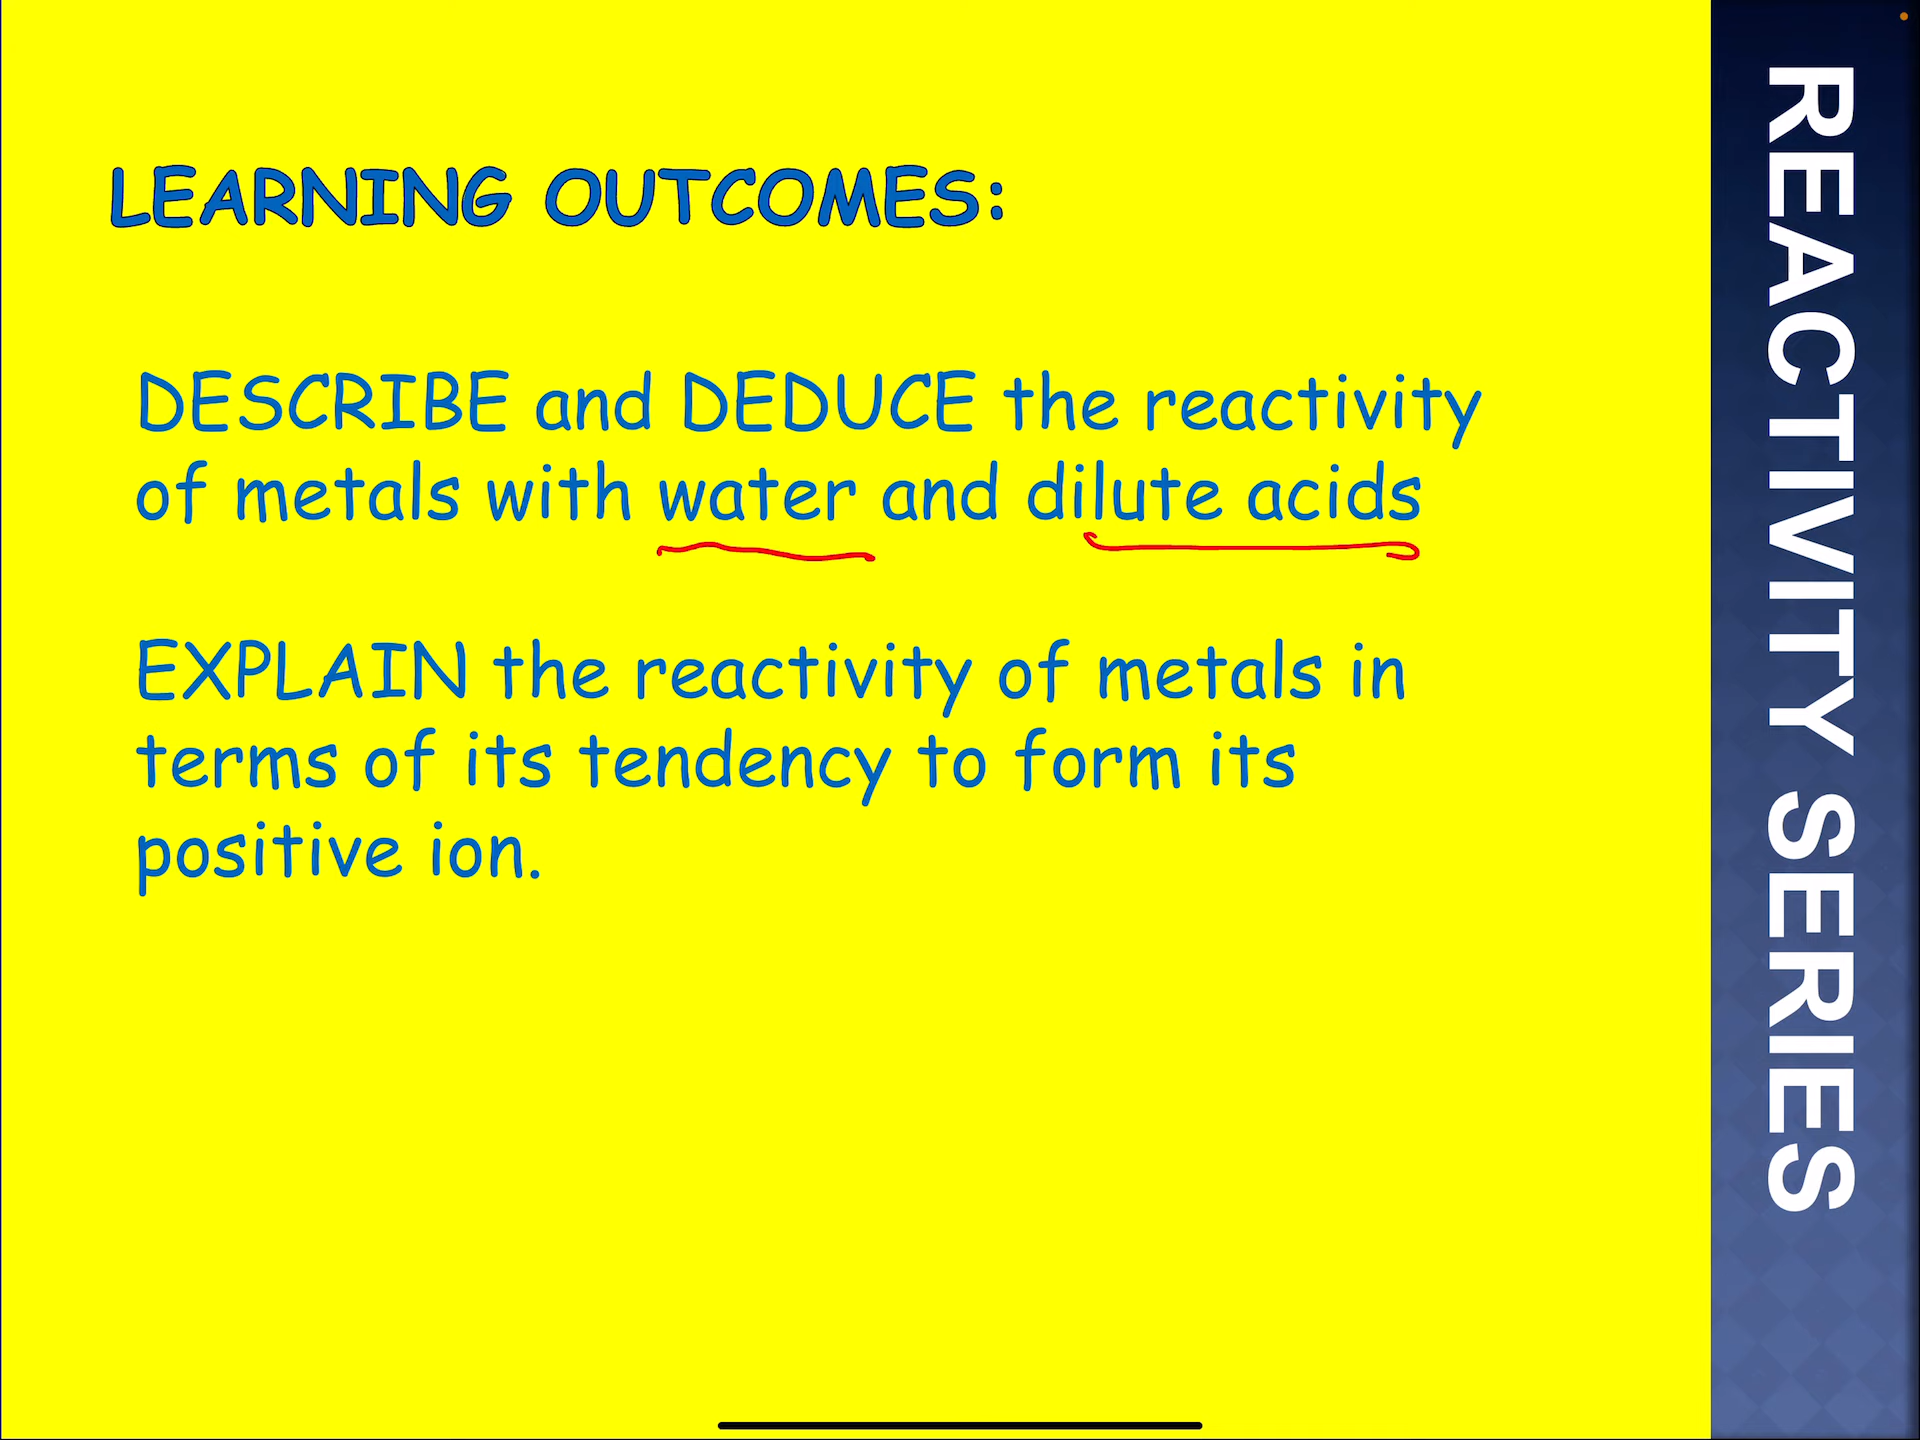 LEARNING OUTCOMES:
DESCRIBE and DEDUCE the reactivity
of metals with water and dilute acids
EXPLAIN the reactivity of metals in
terms of its tendency to form its
positive ion.
REACTIVITY SERIES